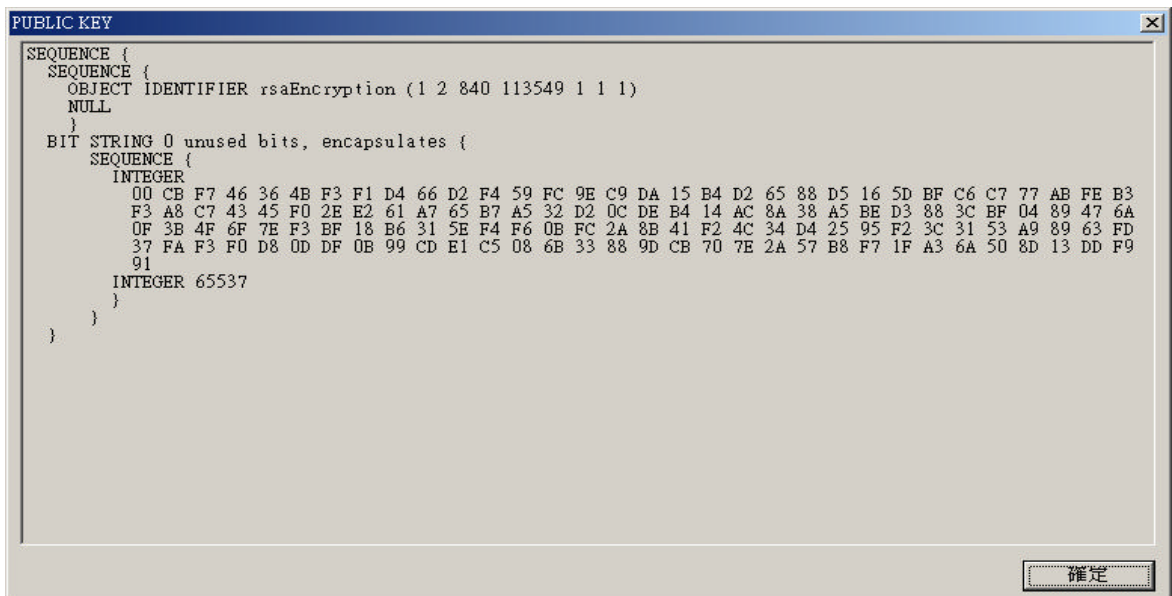 PUBLIC KEY
SEQUENCE {
SEQUENCE {
OBJECT IDENTIFIER rsaEncryption (1 2 840 113549 1 1 1)
NULL
}
BIT STRING 0 unused bits, encapsulates {
SEQUENCE {
INTEGER
00 CB F7 46 36 4B F3 F1 D4 66 D2 F4 59 FC 9E C9 DA 15 B4 D2 65 88 D5 16 5D BF C6 C7 77 AB FE B3
F3 A8 C7 43 45 F0 2E E2 61 A7 65 B7 A5 32 D2 0C DE B4 14 AC 8A 38 A5 BE D3 88 3C BF 04 89 47 6A
0F 3B 4F 6F 7E F3 BF 18 B6 31 5E F4 F6 0B FC 2A 8B 41 F2 4C 34 D4 25 95 F2 3C 31 53 A9 89 63 FD
37 FA F3 F0 D8 0D DF 0B 99 CD E1 C5 08 6B 33 88 9D CB 70 7E 2A 57 B8 F7 1F A3 6A 50 8D 13 DD F9
91
INTEGER 65537
}
}
}
確定